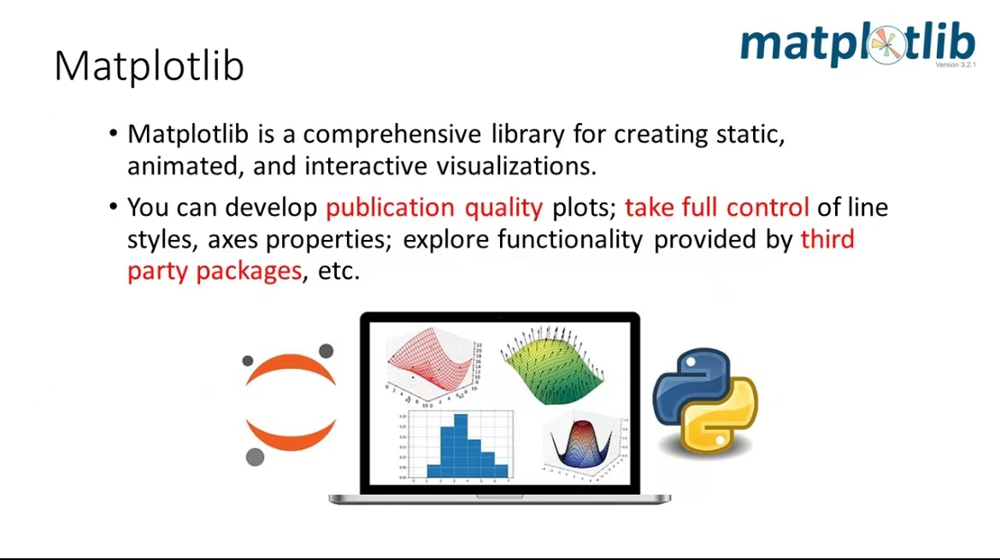 matplotlib
Version 3.2.1
Matplotlib
• Matplotlib is a comprehensive library for creating static,
animated, and interactive visualizations.
• You can develop publication quality plots; take full control of line
styles, axes properties; explore functionality provided by third
party packages, etc.